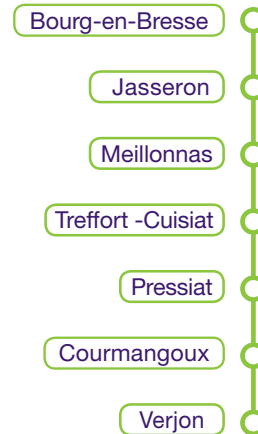 Bourg-en-Bresse
Jasseron
Meillonnas
Treffort -Cuisiat
Pressiat
Courmangoux
Verjon